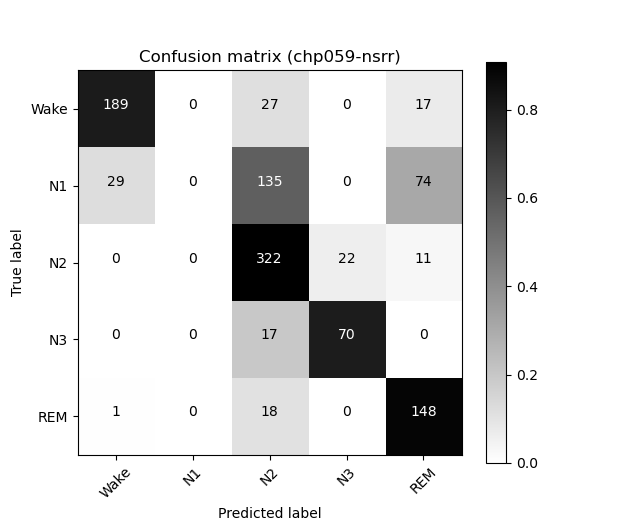 Confusion matrix (chp059-nsrr)
Wake 189 0 27 0 17 0.8
N1 29 0 135 0 74 0.6
N2 0 0 322 22 11 0.4
N3 0 0 17 70 0 0.2
REM 1 0 18 0 148 0.0
Wake N1 N2 N3 REM
Predicted label
True label